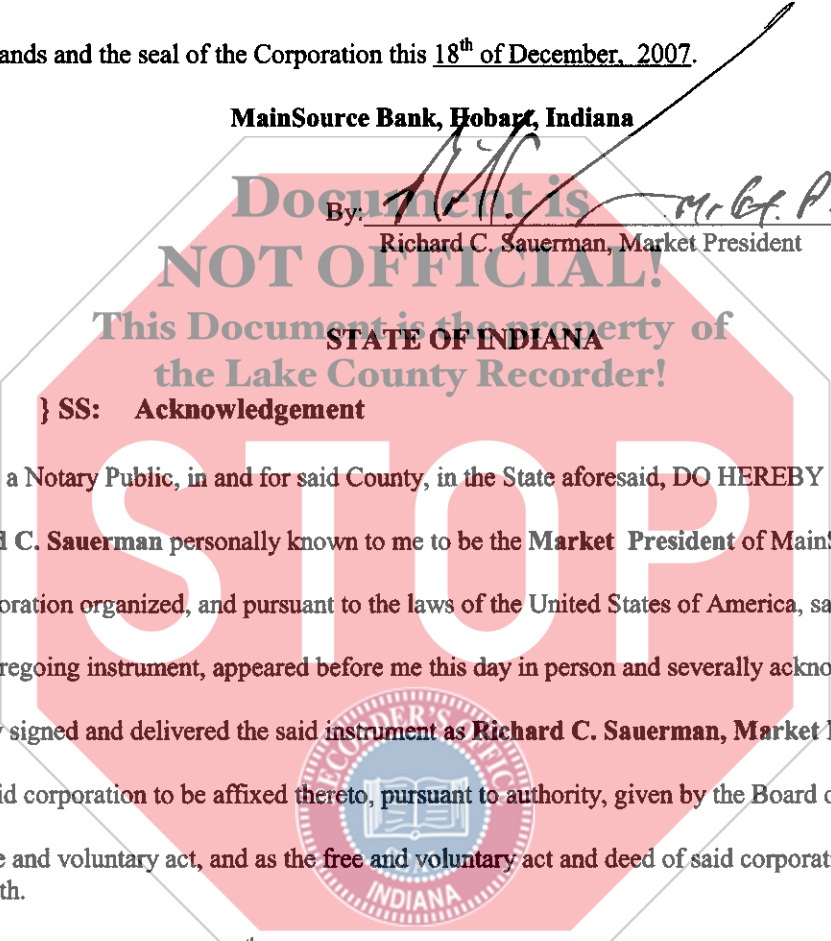 ands and the seal of the Corporation this 18th of December, 2007.
MainSource Bank, Hobart, Indiana
Document is
By:
Mr Gt. P.
Richard C. Sauerman, Market President
NOT OFFICIAL!
This Document is the property of
STATE OF INDIANA
the Lake County Recorder!
} SS: Acknowledgement
STOP
a Notary Public, in and for said County, in the State aforesaid, DO HEREBY
d C. Sauerman personally known to me to be the Market President of MainS
oration organized, and pursuant to the laws of the United States of America, sa
regoing instrument, appeared before me this day in person and severally ackno
y signed and delivered the said instrument as Richard C. Sauerman, Market
RECORDER'S OFFICE
id corporation to be affixed thereto, pursuant to authority, given by the Board o
SEAL
e and voluntary act, and as the free and voluntary act and deed of said corporati
th.
INDIANA